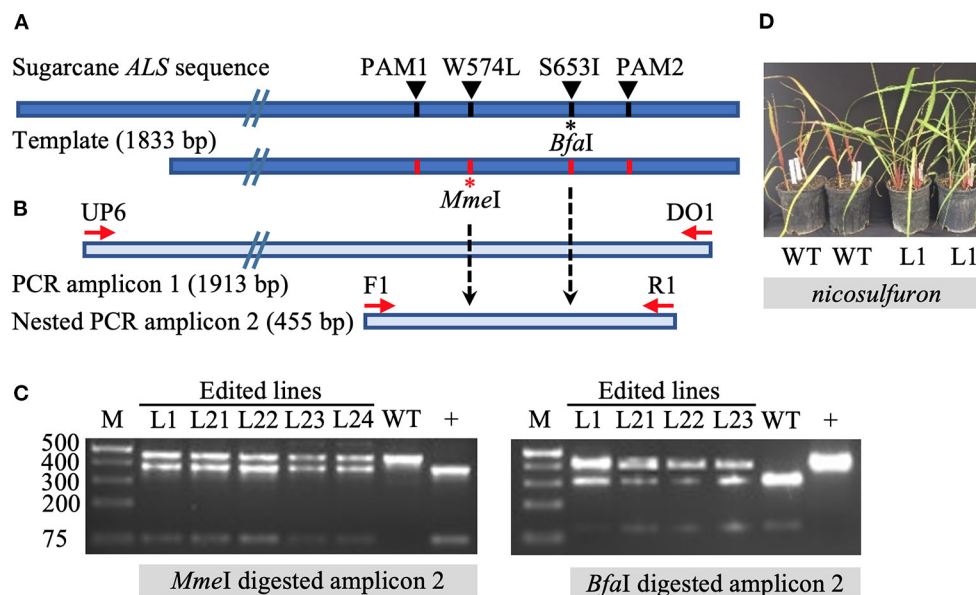 A
Sugarcane ALS sequence
PAM1 W574L S653I PAM2
*
BfaI
Template (1833 bp)
*
MmeI
B
UP6 DO1
PCR amplicon 1 (1913 bp)
F1 R1
Nested PCR amplicon 2 (455 bp)
C
Edited lines
M L1 L21 L22 L23 L24 WT +
500
400
300
200
75
MmeI digested amplicon 2
Edited lines
M L1 L21 L22 L23 WT +
BfaI digested amplicon 2
D
WT WT L1 L1
nicosulfuron